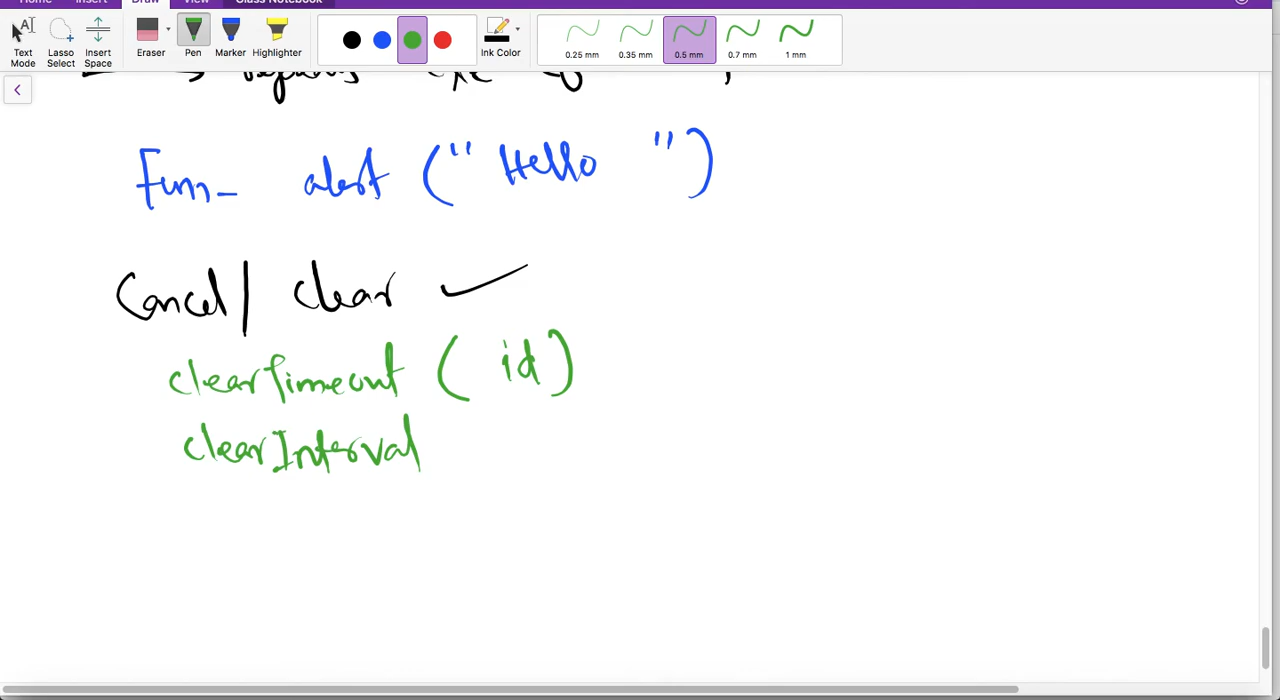 Home Insert Draw View Class Notebook
Text Mode Lasso Select Insert Space Eraser Pen Marker Highlighter Ink Color 0.25 mm 0.35 mm 0.5 mm 0.7 mm 1 mm
Func_ alert (" Hello ")
Cancel/ clear ✓
clearTimeout ( id )
clearInterval